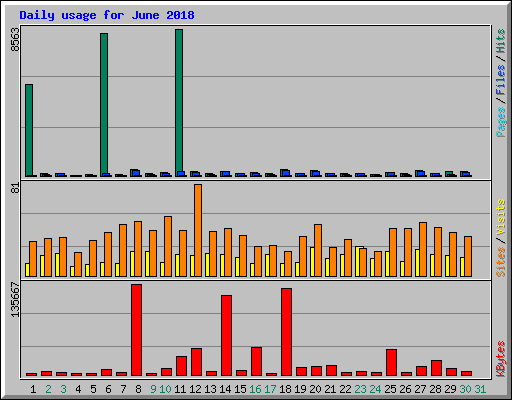 Daily usage for June 2018
8563
Pages / Files / Hits
81
Sites / Visits
135667
KBytes
1 2 3 4 5 6 7 8 9 10 11 12 13 14 15 16 17 18 19 20 21 22 23 24 25 26 27 28 29 30 31